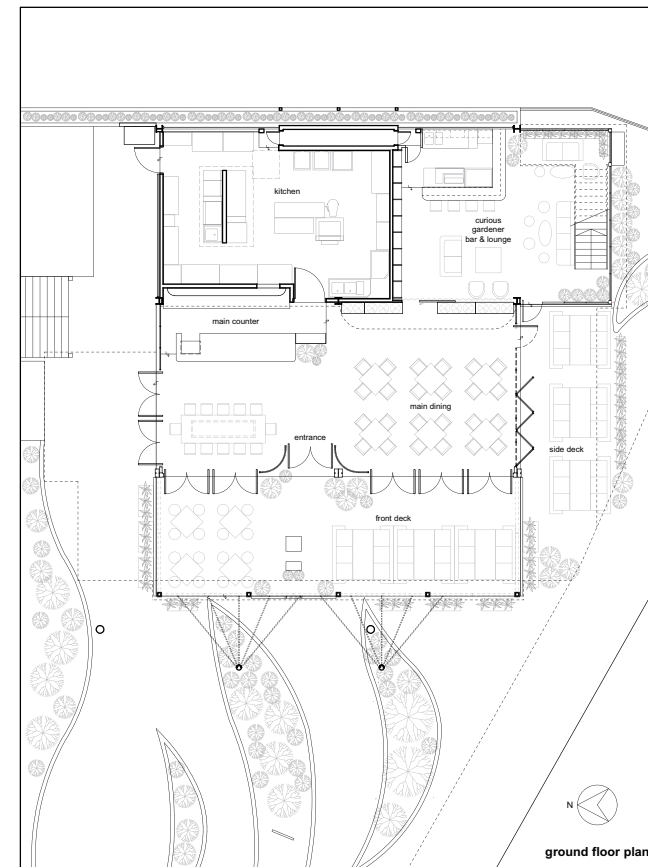 kitchen
curious
gardener
bar & lounge
main counter
main dining
entrance
side deck
front deck
N
ground floor plan